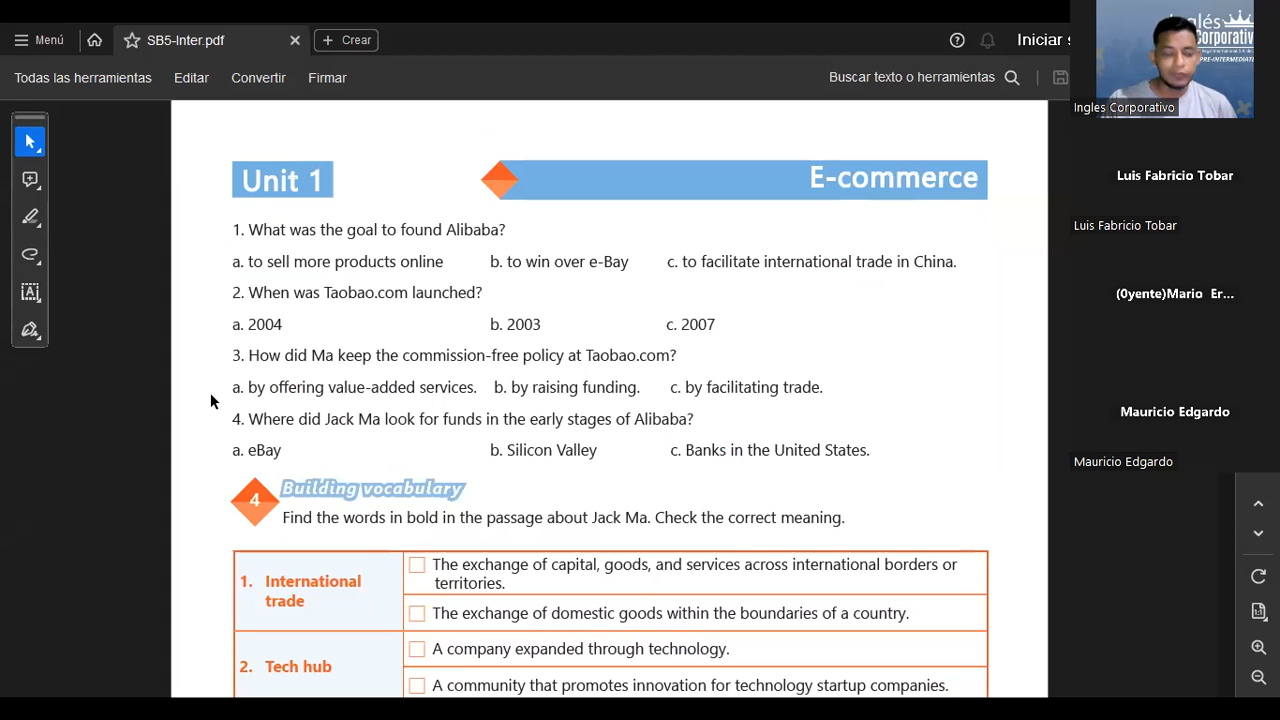 Menú
SB5-Inter.pdf
Crear
Iniciar s
Todas las herramientas
Editar
Convertir
Firmar
Buscar texto o herramientas
Inglés
Corporativo
PRE-INTERMEDIATE
Ingles Corporativo
Unit 1
E-commerce
1. What was the goal to found Alibaba?
a. to sell more products online b. to win over e-Bay c. to facilitate international trade in China.
2. When was Taobao.com launched?
a. 2004 b. 2003 c. 2007
3. How did Ma keep the commission-free policy at Taobao.com?
a. by offering value-added services. b. by raising funding. c. by facilitating trade.
4. Where did Jack Ma look for funds in the early stages of Alibaba?
a. eBay b. Silicon Valley c. Banks in the United States.
4 Building vocabulary
Find the words in bold in the passage about Jack Ma. Check the correct meaning.
1. International trade
The exchange of capital, goods, and services across international borders or
territories.
The exchange of domestic goods within the boundaries of a country.
2. Tech hub
A company expanded through technology.
A community that promotes innovation for technology startup companies.
Luis Fabricio Tobar
Luis Fabricio Tobar
(0yente)Mario Er...
Mauricio Edgardo
Mauricio Edgardo
1:1